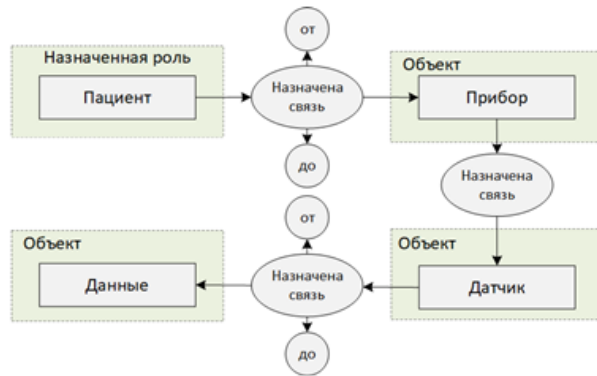 от
Назначенная роль
Объект
Пациент
Назначена
связь
Прибор
до
Назначена
связь
от
Объект
Объект
Данные
Назначена
связь
Датчик
до